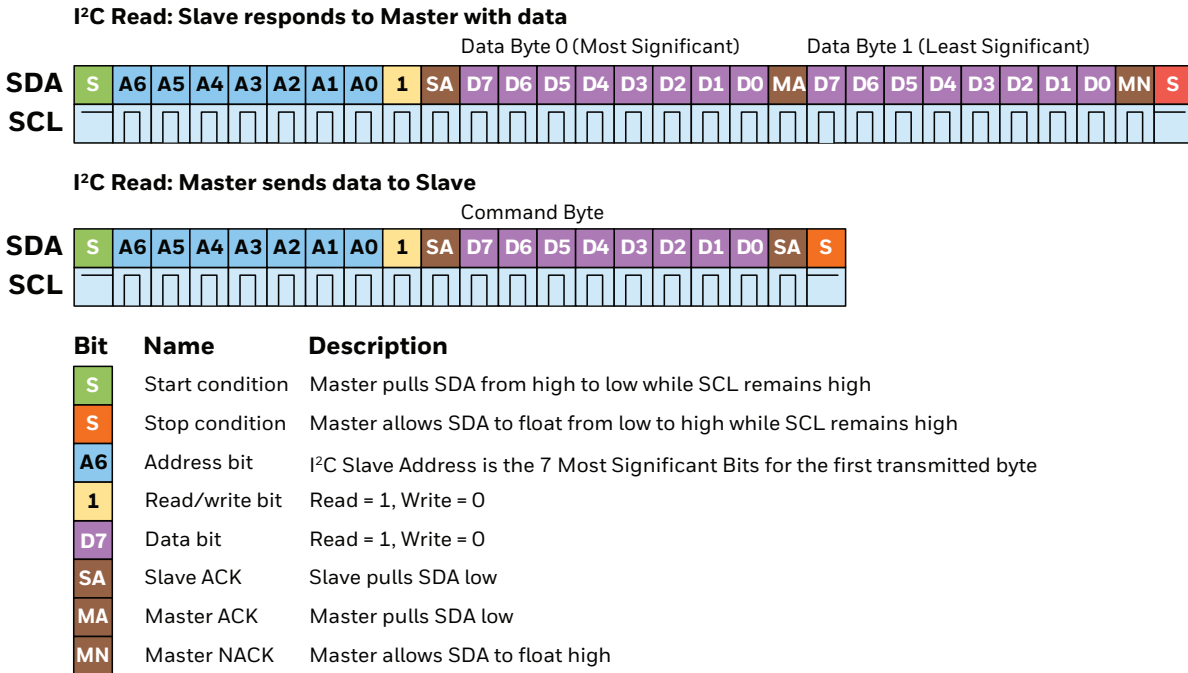 I²C Read: Slave responds to Master with data
Data Byte 0 (Most Significant) Data Byte 1 (Least Significant)
SDA S A6 A5 A4 A3 A2 A1 A0 1 SA D7 D6 D5 D4 D3 D2 D1 D0 MA D7 D6 D5 D4 D3 D2 D1 D0 MN S
SCL
I²C Read: Master sends data to Slave
Command Byte
SDA S A6 A5 A4 A3 A2 A1 A0 1 SA D7 D6 D5 D4 D3 D2 D1 D0 SA S
SCL
Bit Name Description
S Start condition Master pulls SDA from high to low while SCL remains high
S Stop condition Master allows SDA to float from low to high while SCL remains high
A6 Address bit I²C Slave Address is the 7 Most Significant Bits for the first transmitted byte
1 Read/write bit Read = 1, Write = 0
D7 Data bit Read = 1, Write = 0
SA Slave ACK Slave pulls SDA low
MA Master ACK Master pulls SDA low
MN Master NACK Master allows SDA to float high